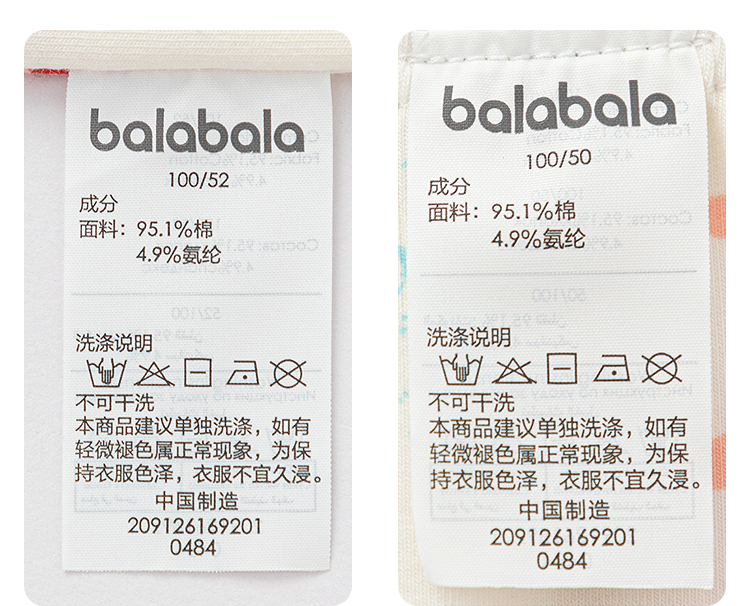 balabala
100/52
成分
面料：95.1%棉
4.9%氨纶
洗涤说明
不可干洗
本商品建议单独洗涤，如有
轻微褪色属正常现象，为保
持衣服色泽，衣服不宜久浸。
中国制造
209126169201
0484
balabala
100/50
成分
面料：95.1%棉
4.9%氨纶
洗涤说明
不可干洗
本商品建议单独洗涤，如有
轻微褪色属正常现象，为保
持衣服色泽，衣服不宜久浸。
中国制造
209126169201
0484